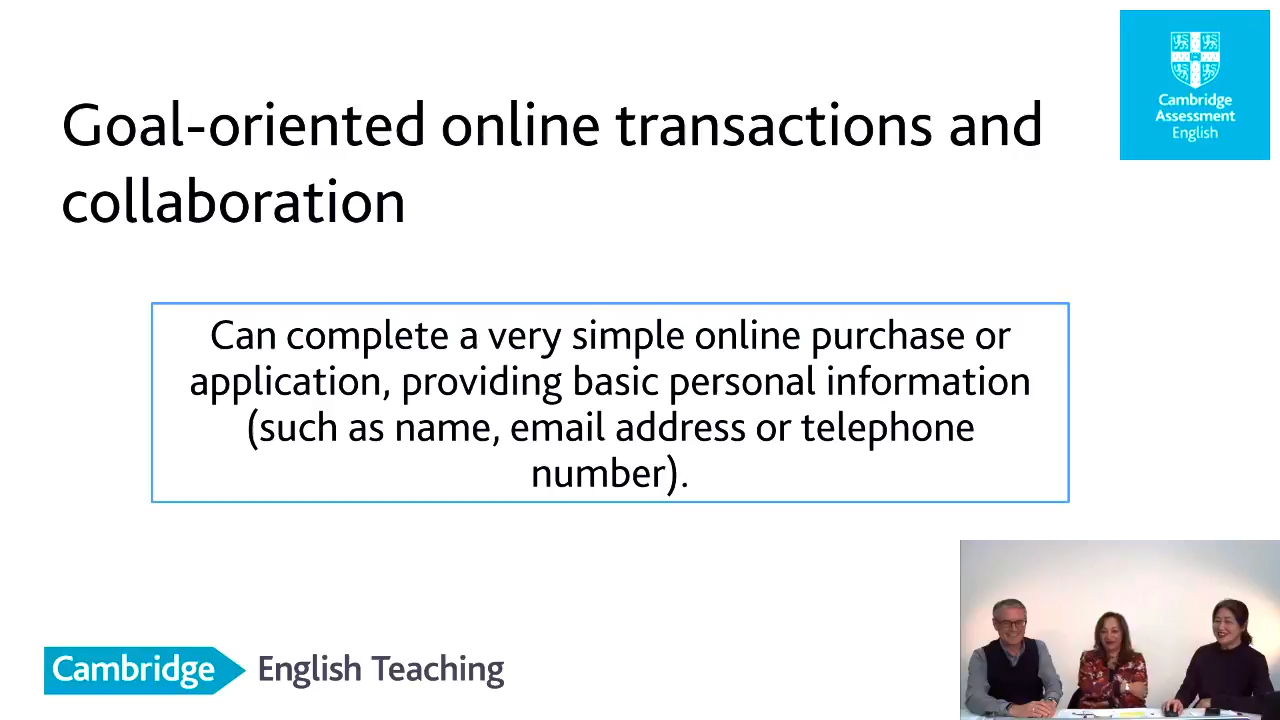 Goal-oriented online transactions and
collaboration
Cambridge
Assessment
English
Can complete a very simple online purchase or
application, providing basic personal information
(such as name, email address or telephone
number).
Cambridge English Teaching